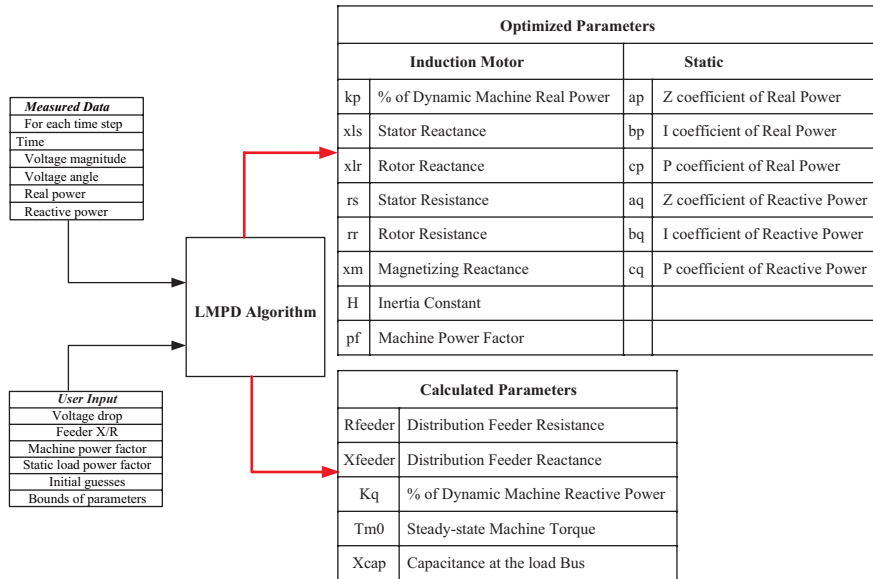 Measured Data
For each time step
Time
Voltage magnitude
Voltage angle
Real power
Reactive power
User Input
Voltage drop
Feeder X/R
Machine power factor
Static load power factor
Initial guesses
Bounds of parameters
LMPD Algorithm
Optimized Parameters
Induction Motor Static
kp % of Dynamic Machine Real Power ap Z coefficient of Real Power
xls Stator Reactance bp I coefficient of Real Power
xlr Rotor Reactance cp P coefficient of Real Power
rs Stator Resistance aq Z coefficient of Reactive Power
rr Rotor Resistance bq I coefficient of Reactive Power
xm Magnetizing Reactance cq P coefficient of Reactive Power
H Inertia Constant
pf Machine Power Factor
Calculated Parameters
Rfeeder Distribution Feeder Resistance
Xfeeder Distribution Feeder Reactance
Kq % of Dynamic Machine Reactive Power
Tm0 Steady-state Machine Torque
Xcap Capacitance at the load Bus